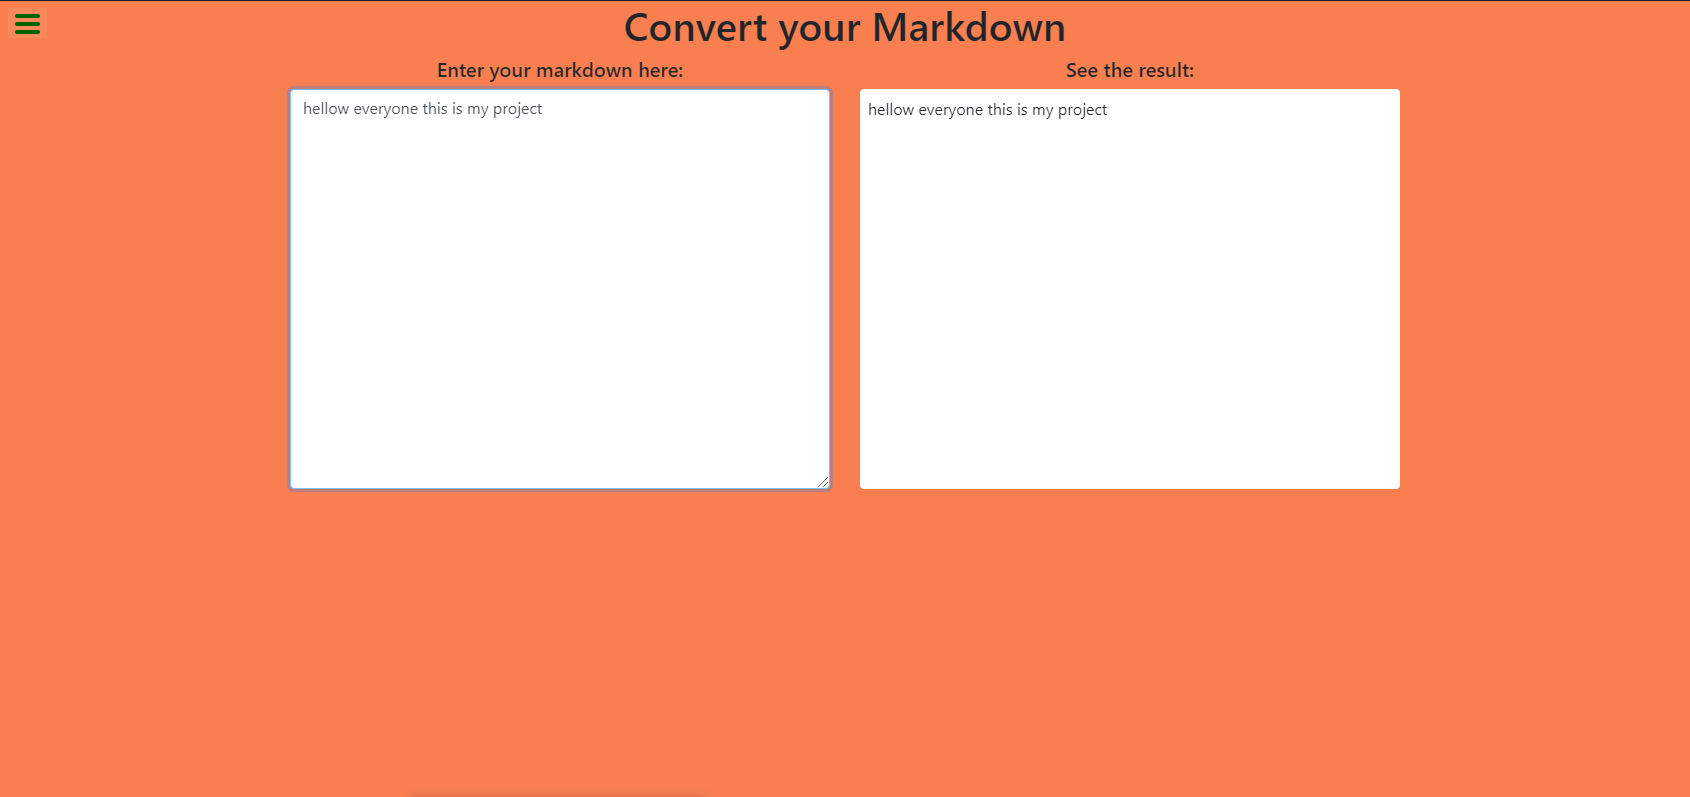 Convert your Markdown
Enter your markdown here:
See the result:
hellow everyone this is my project
hellow everyone this is my project